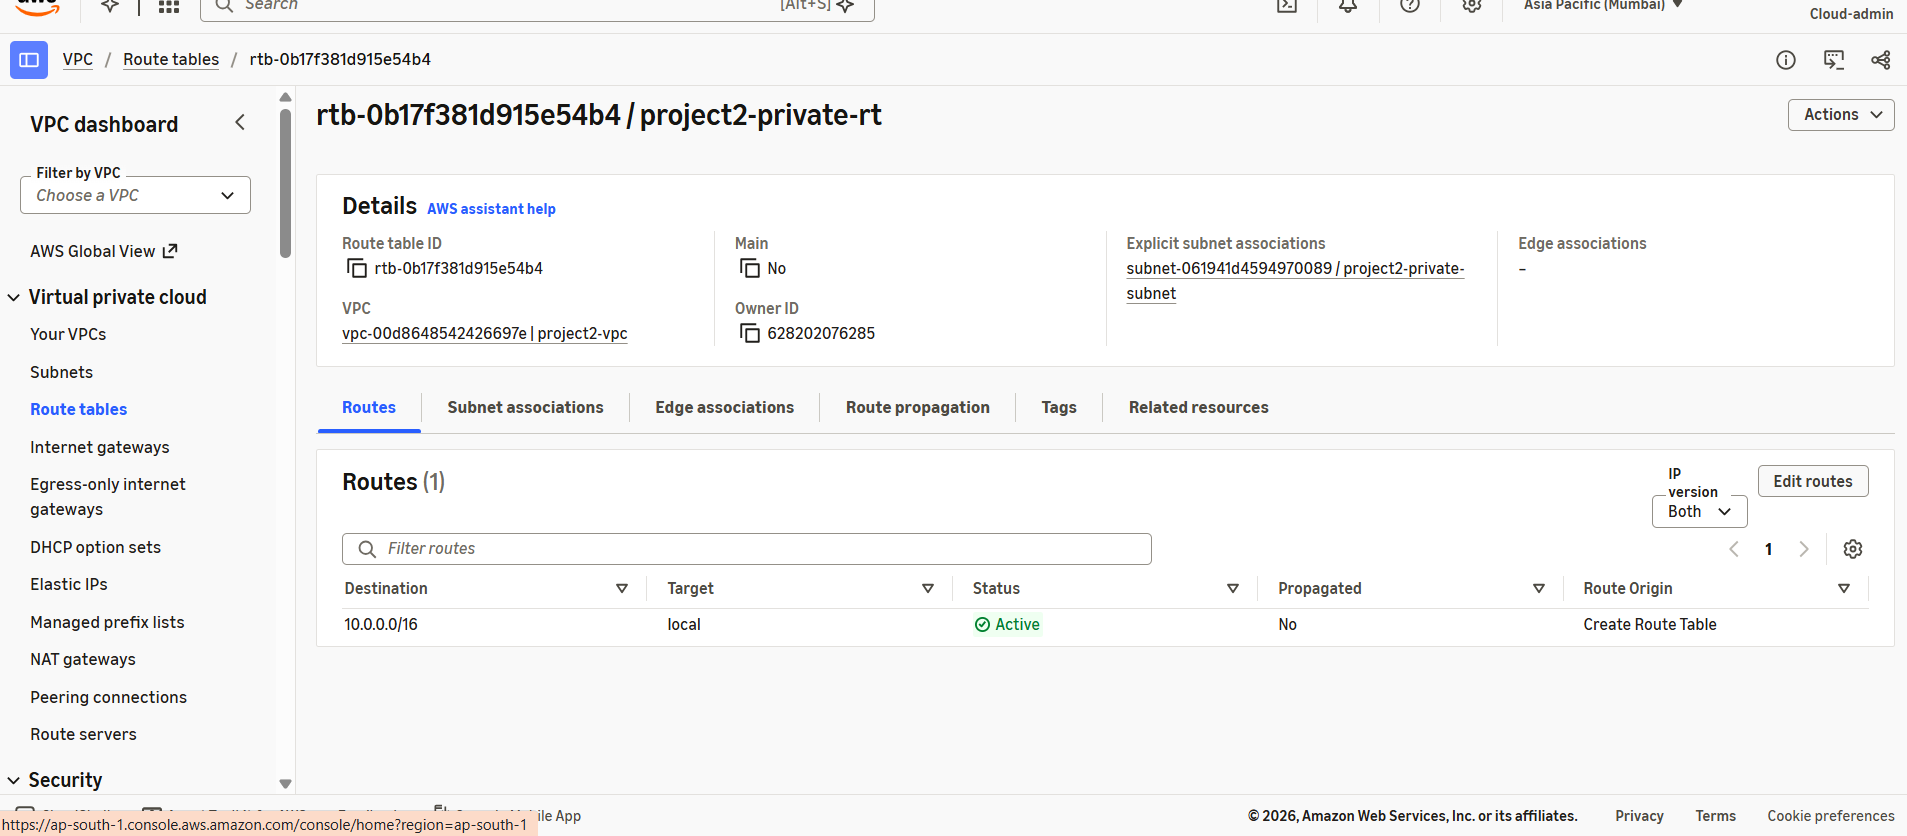 aws
Search
[Alt+S]
Asia Pacific (Mumbai)
Cloud-admin
VPC / Route tables / rtb-0b17f381d915e54b4
VPC dashboard
Filter by VPC
Choose a VPC
AWS Global View
Virtual private cloud
Your VPCs
Subnets
Route tables
Internet gateways
Egress-only internet
gateways
DHCP option sets
Elastic IPs
Managed prefix lists
NAT gateways
Peering connections
Route servers
Security
rtb-0b17f381d915e54b4 / project2-private-rt
Actions
Details AWS assistant help
Route table ID
rtb-0b17f381d915e54b4
Main
No
Explicit subnet associations
subnet-061941d4594970089 / project2-private-
subnet
Edge associations
–
VPC
vpc-00d8648542426697e | project2-vpc
Owner ID
628202076285
Routes Subnet associations Edge associations Route propagation Tags Related resources
Routes (1)
IP
version
Both
Edit routes
Filter routes
1
Destination Target Status Propagated Route Origin
10.0.0.0/16 local Active No Create Route Table
App
© 2026, Amazon Web Services, Inc. or its affiliates. Privacy Terms Cookie preferences
https://ap-south-1.console.aws.amazon.com/console/home?region=ap-south-1